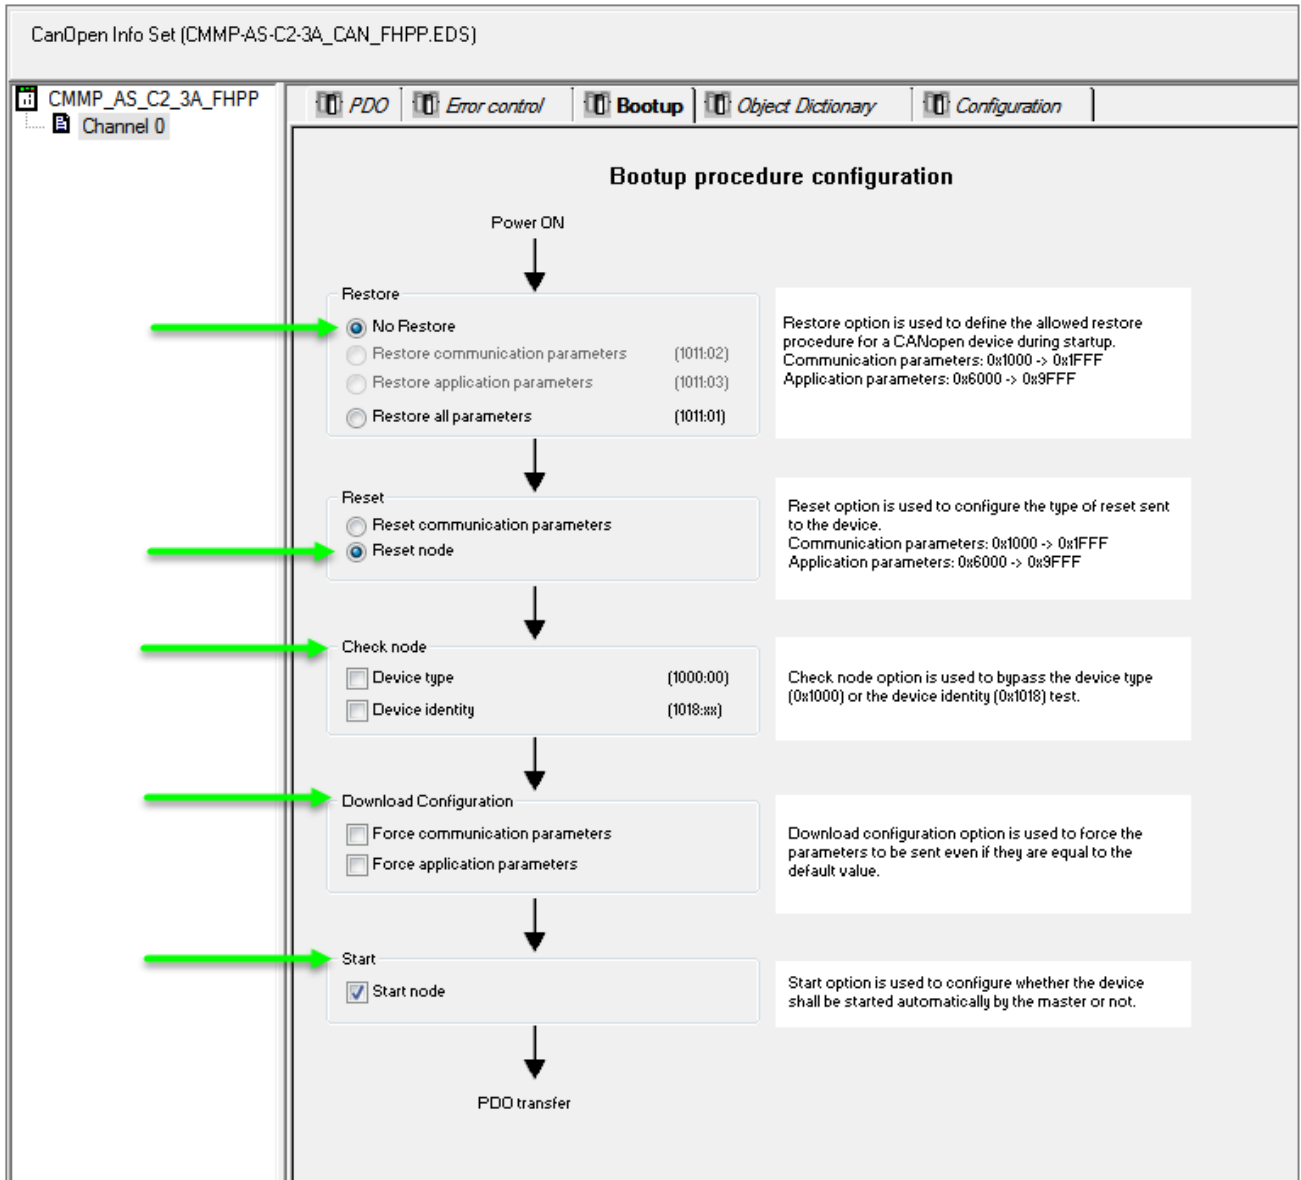 CanOpen Info Set (CMMP-AS-C2-3A_CAN_FHPP.EDS)
CMMP_AS_C2_3A_FHPP
Channel 0
PDO
Error control
Bootup
Object Dictionary
Configuration
Bootup procedure configuration
Power ON
Restore
No Restore
Restore communication parameters (1011:02)
Restore application parameters (1011:03)
Restore all parameters (1011:01)
Restore option is used to define the allowed restore
procedure for a CANopen device during startup.
Communication parameters: 0x1000 -> 0x1FFF
Application parameters: 0x6000 -> 0x9FFF
Reset
Reset communication parameters
Reset node
Reset option is used to configure the type of reset sent
to the device.
Communication parameters: 0x1000 -> 0x1FFF
Application parameters: 0x6000 -> 0x9FFF
Check node
Device type (1000:00)
Device identity (1018:xx)
Check node option is used to bypass the device type
(0x1000) or the device identity (0x1018) test.
Download Configuration
Force communication parameters
Force application parameters
Download configuration option is used to force the
parameters to be sent even if they are equal to the
default value.
Start
Start node
Start option is used to configure whether the device
shall be started automatically by the master or not.
PDO transfer